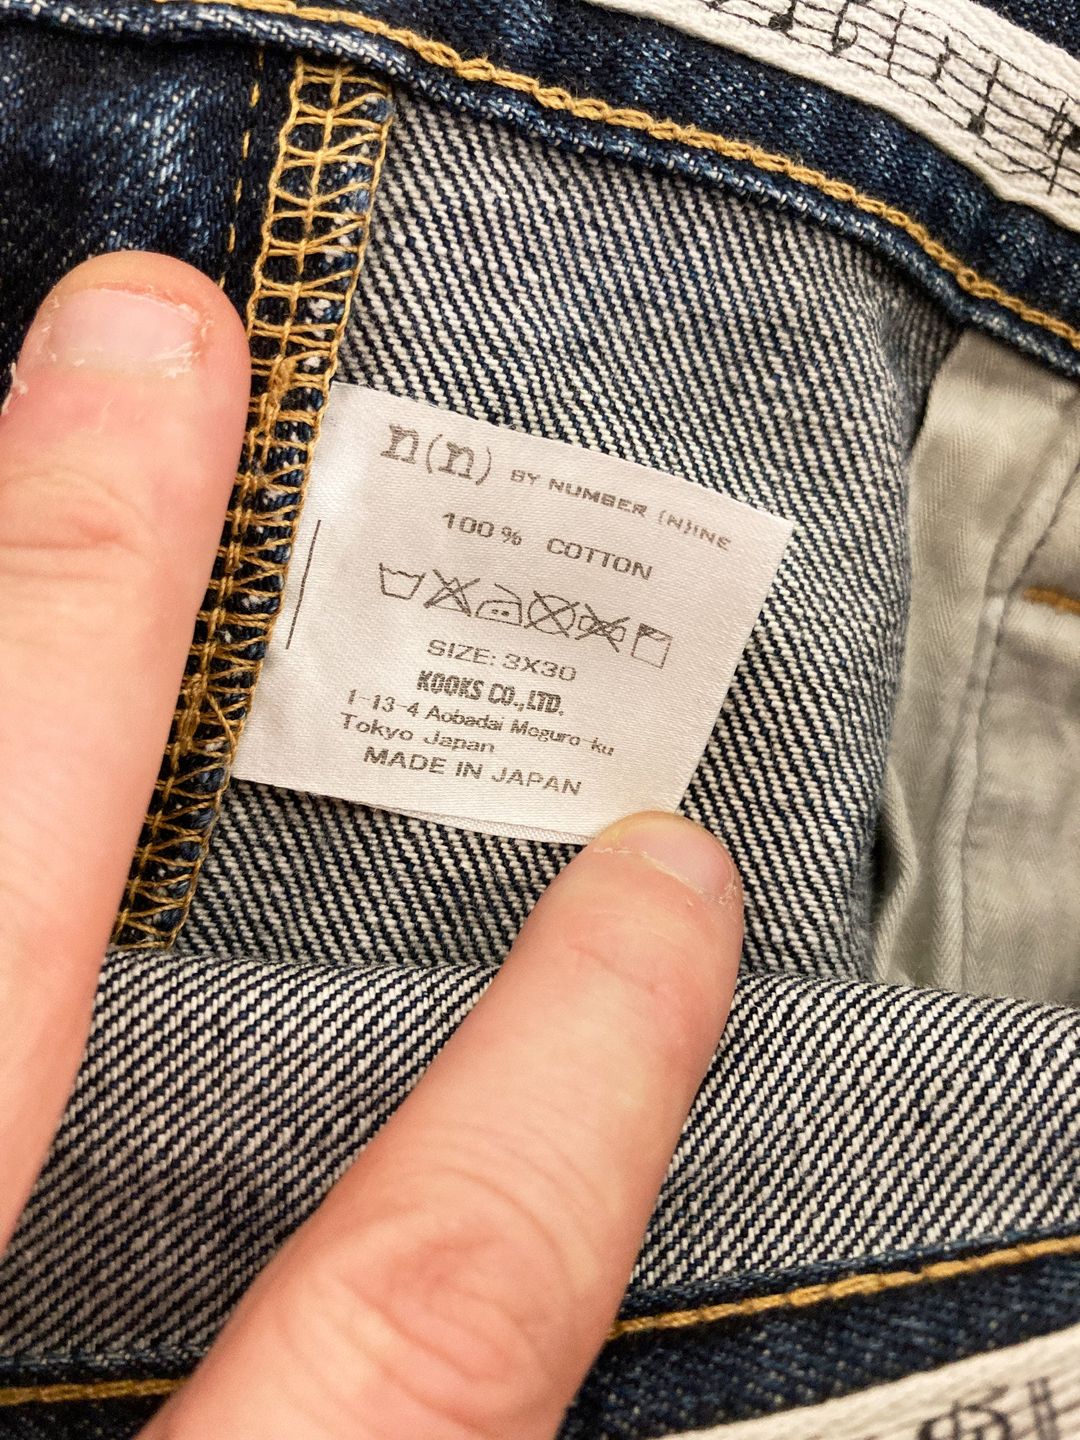 n(n) BY NUMBER (N)INE
100% COTTON
SIZE: 3X30
KOOKS CO.,LTD.
1-13-4 Aobadai Meguro-ku
Tokyo Japan
MADE IN JAPAN